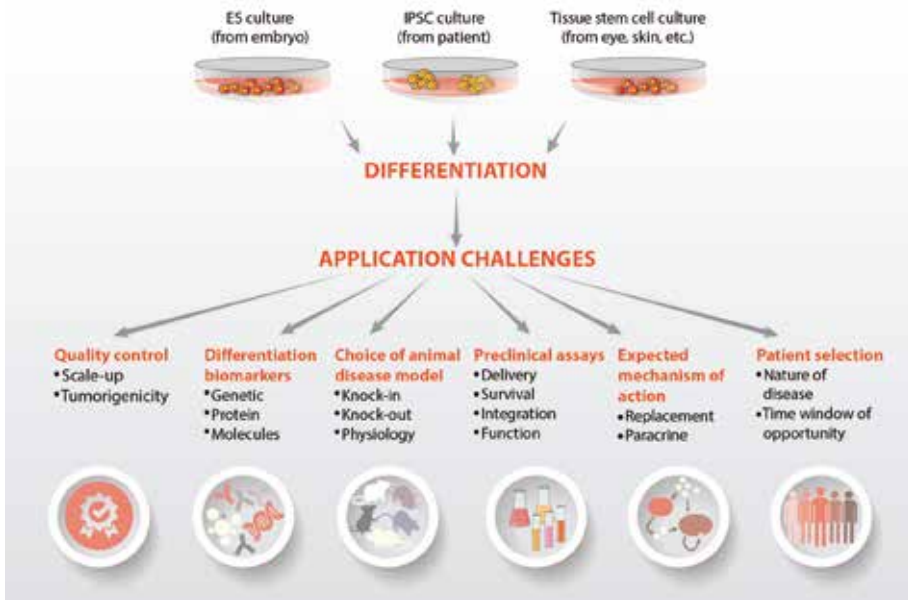 ES culture
(from embryo)
IPSC culture
(from patient)
Tissue stem cell culture
(from eye, skin, etc.)
DIFFERENTIATION
APPLICATION CHALLENGES
Quality control
•Scale-up
•Tumorigenicity
Differentiation
biomarkers
•Genetic
•Protein
•Molecules
Choice of animal
disease model
•Knock-in
•Knock-out
•Physiology
Preclinical assays
•Delivery
•Survival
•Integration
•Function
Expected
mechanism of
action
•Replacement
•Paracrine
Patient selection
•Nature of
disease
•Time window of
opportunity